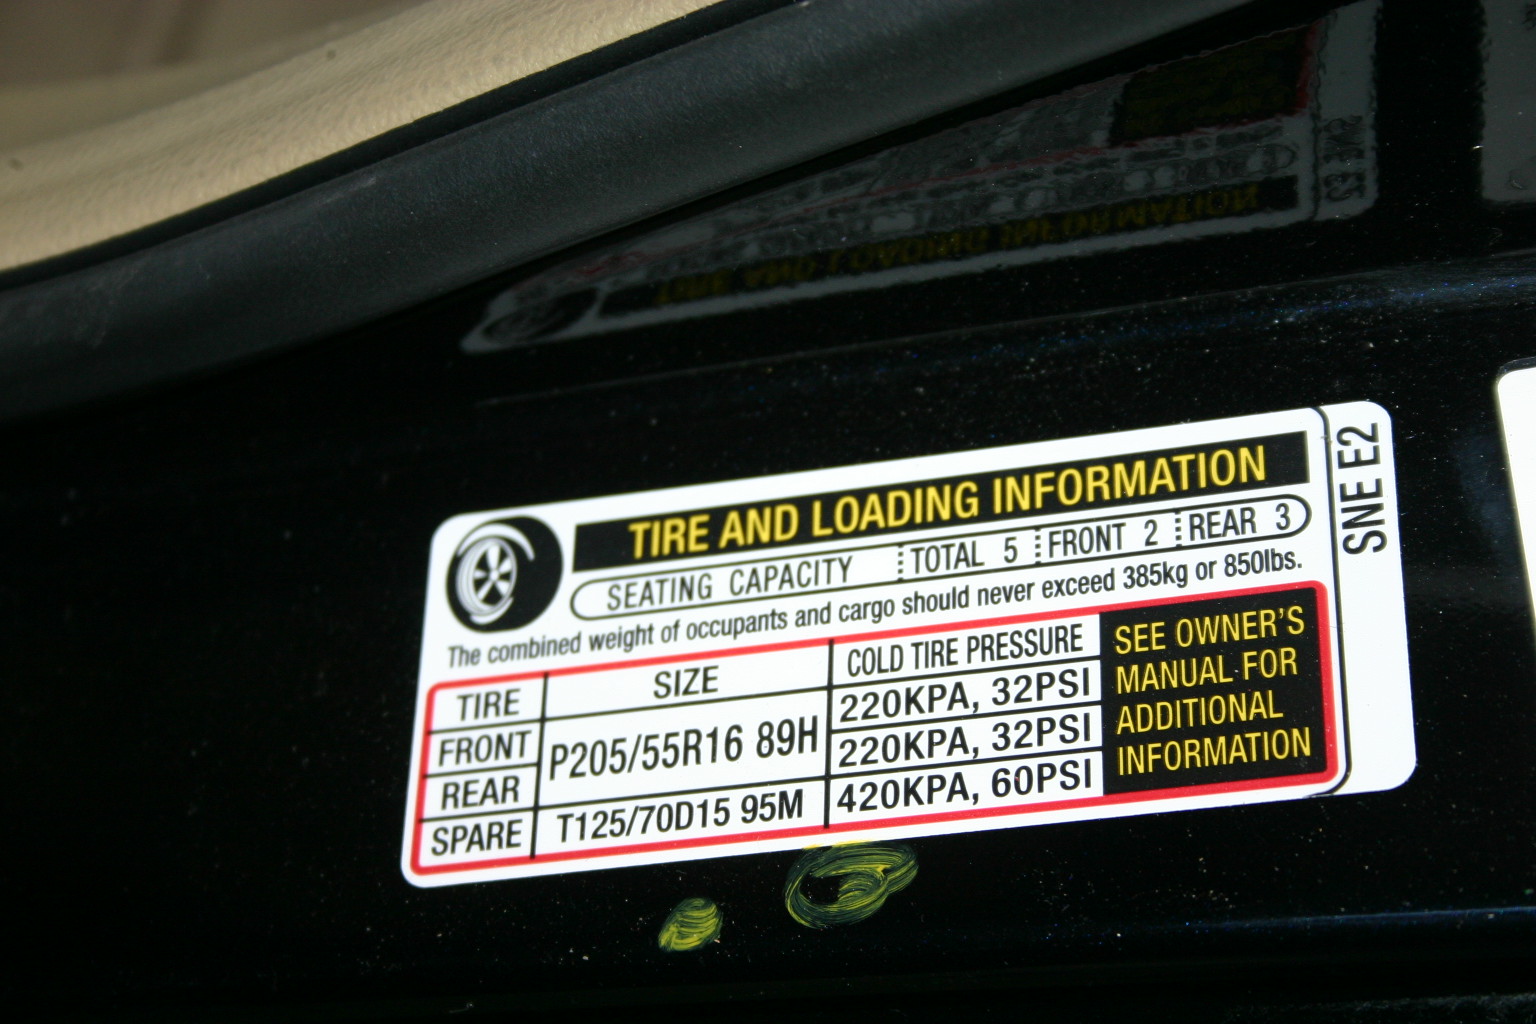 TIRE AND LOADING INFORMATION
SEATING CAPACITY TOTAL 5 FRONT 2 REAR 3
The combined weight of occupants and cargo should never exceed 385kg or 850lbs.
TIRE SIZE COLD TIRE PRESSURE
FRONT P205/55R16 89H 220KPA, 32PSI
REAR 220KPA, 32PSI
SPARE T125/70D15 95M 420KPA, 60PSI
SEE OWNER'S
MANUAL FOR
ADDITIONAL
INFORMATION
SNE E2